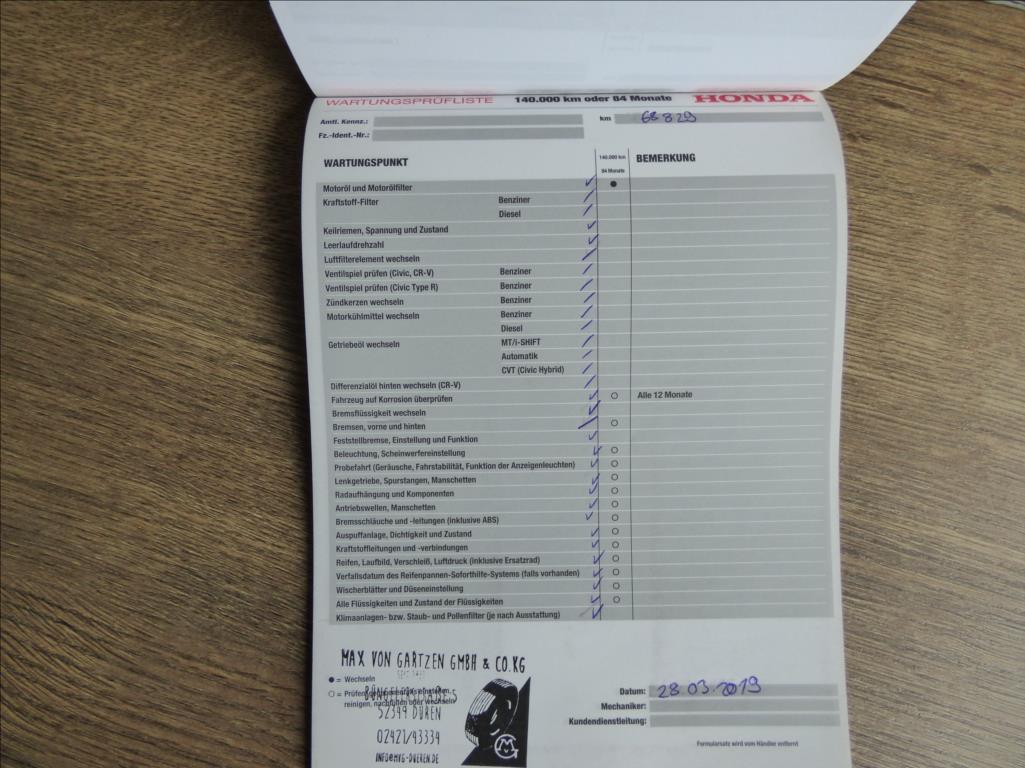 WARTUNGSPRÜFLISTE 140.000 km oder 84 Monate HONDA
Amtl. Kennz.: km 68829
Fz.-Ident.-Nr.:
WARTUNGSPUNKT 140.000 km 84 Monate BEMERKUNG
Motoröl und Motorölfilter
Kraftstoff-Filter Benziner
Diesel
Keilriemen, Spannung und Zustand
Leerlaufdrehzahl
Luftfilterelement wechseln
Ventilspiel prüfen (Civic, CR-V) Benziner
Ventilspiel prüfen (Civic Type R) Benziner
Zündkerzen wechseln Benziner
Motorkühlmittel wechseln Benziner
Diesel
Getriebeöl wechseln MT/i-SHIFT
Automatik
CVT (Civic Hybrid)
Differenzialöl hinten wechseln (CR-V)
Fahrzeug auf Korrosion überprüfen Alle 12 Monate
Bremsflüssigkeit wechseln
Bremsen, vorne und hinten
Feststellbremse, Einstellung und Funktion
Beleuchtung, Scheinwerfereinstellung
Probefahrt (Geräusche, Fahrstabilität, Funktion der Anzeigenleuchten)
Lenkgetriebe, Spurstangen, Manschetten
Radaufhängung und Komponenten
Antriebswellen, Manschetten
Bremsschläuche und -leitungen (inklusive ABS)
Auspuffanlage, Dichtigkeit und Zustand
Kraftstoffleitungen und -verbindungen
Reifen, Laufbild, Verschleiß, Luftdruck (inklusive Ersatzrad)
Verfallsdatum des Reifenpannen-Soforthilfe-Systems (falls vorhanden)
Wischerblätter und Düseneinstellung
Alle Flüssigkeiten und Zustand der Flüssigkeiten
Klimaanlagen- bzw. Staub- und Pollenfilter (je nach Ausstattung)
MAX VON GARTZEN GMBH & CO.KG
● = Wechseln
○ = Prüfen
reinigen, nachfüllen oder wechseln
52349 DÜREN
02421/43334
INFO@MVG-DUEREN.DE
Datum: 28.03.2019
Mechaniker:
Kundendienstleitung:
Formularsatz wird vom Händler entfernt